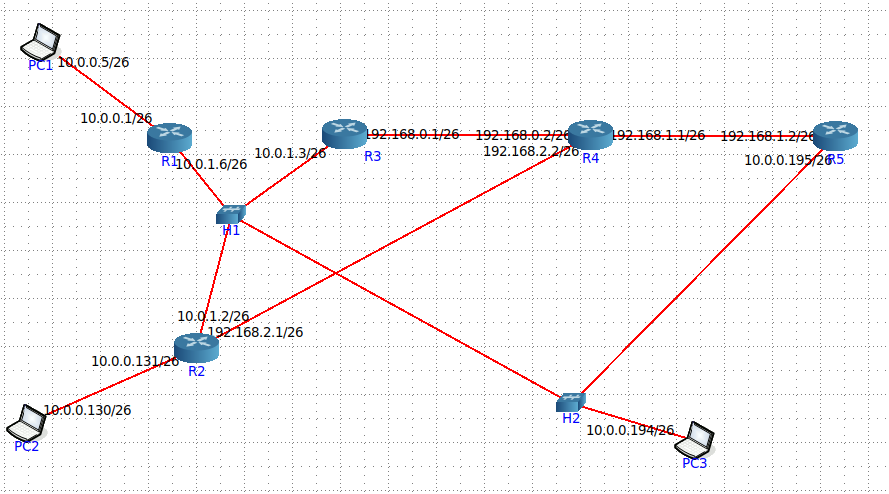 10.0.0.5/26
PC1
10.0.0.1/26
R1
10.0.1.6/26
10.0.1.3/26
R3
192.168.0.1/26
192.168.0.2/26
192.168.2.2/26
R4
192.168.1.1/26
192.168.1.2/26
10.0.0.195/26
R5
H1
10.0.1.2/26
192.168.2.1/26
10.0.0.131/26
R2
10.0.0.130/26
PC2
H2
10.0.0.194/26
PC3